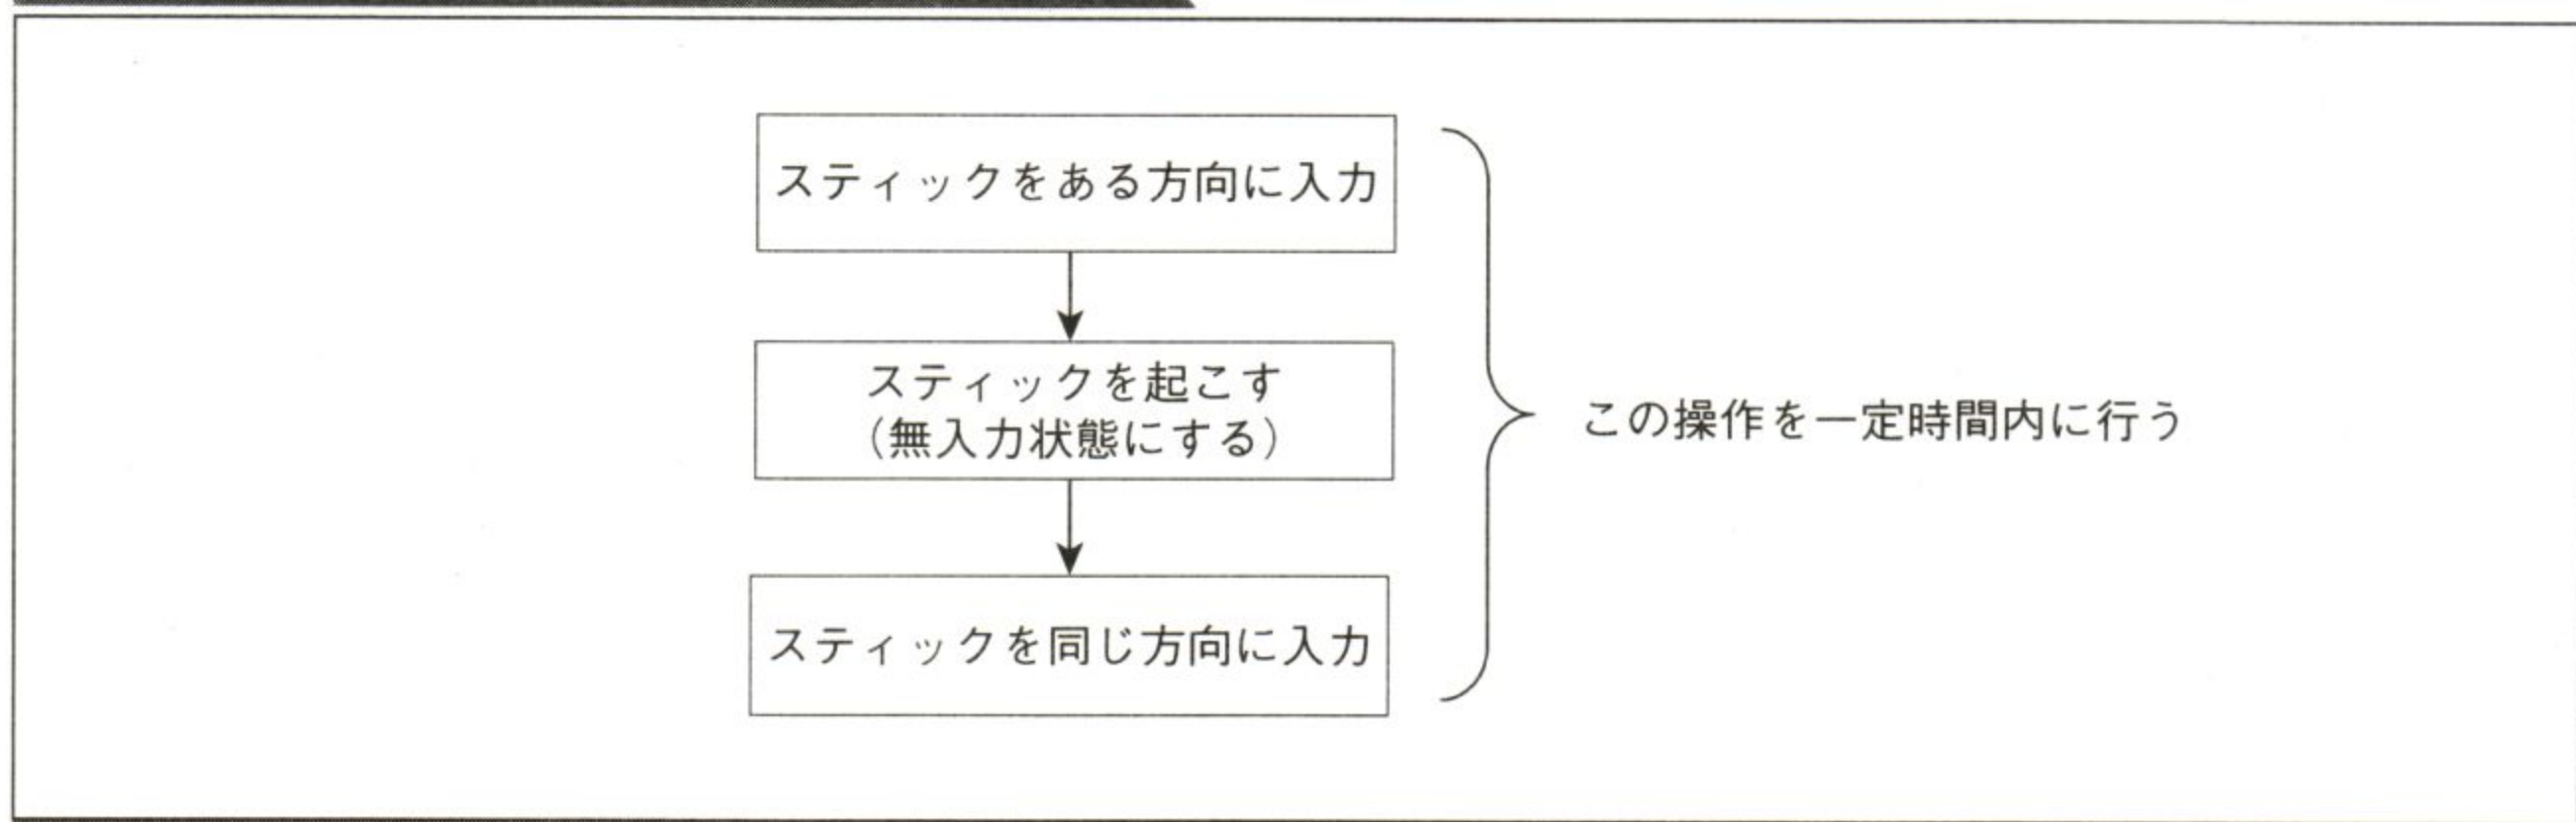 スティックをある方向に入力
スティックを起こす
（無入力状態にする）
この操作を一定時間内に行う
スティックを同じ方向に入力